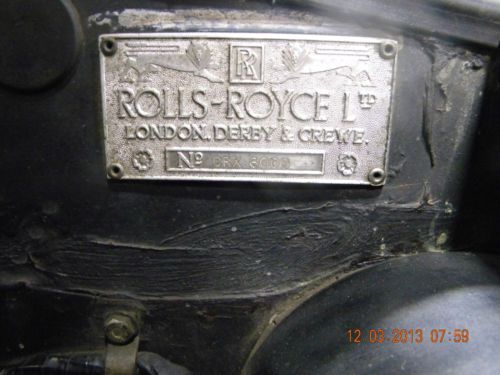 RR
ROLLS-ROYCE LTD
LONDON, DERBY & CREWE.
No
12 03 2013 07:59